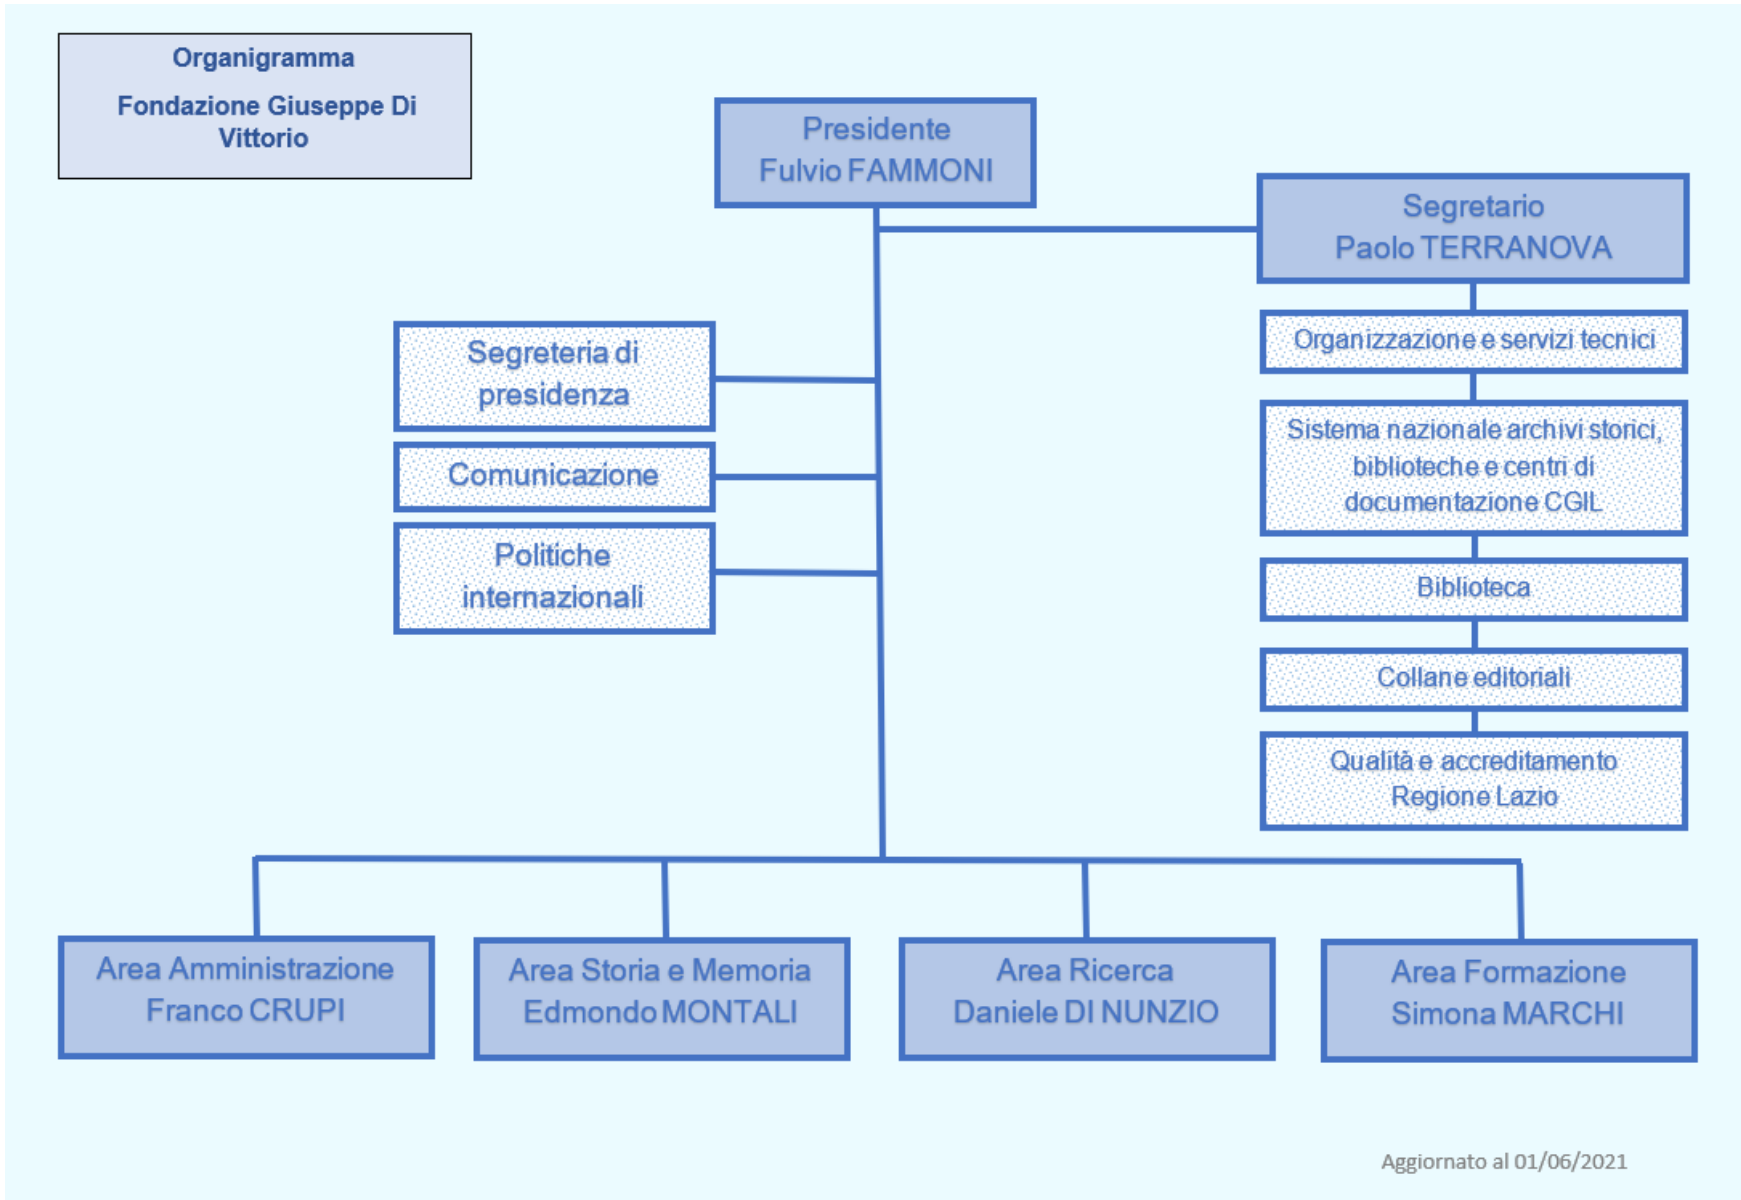 Organigramma
Fondazione Giuseppe Di
Vittorio
Presidente
Fulvio FAMMONI
Segretario
Paolo TERRANOVA
Segreteria di
presidenza
Comunicazione
Politiche
internazionali
Organizzazione e servizi tecnici
Sistema nazionale archivi storici,
biblioteche e centri di
documentazione CGIL
Biblioteca
Collane editoriali
Qualità e accreditamento
Regione Lazio
Area Amministrazione
Franco CRUPI
Area Storia e Memoria
Edmondo MONTALI
Area Ricerca
Daniele DI NUNZIO
Area Formazione
Simona MARCHI
Aggiornato al 01/06/2021